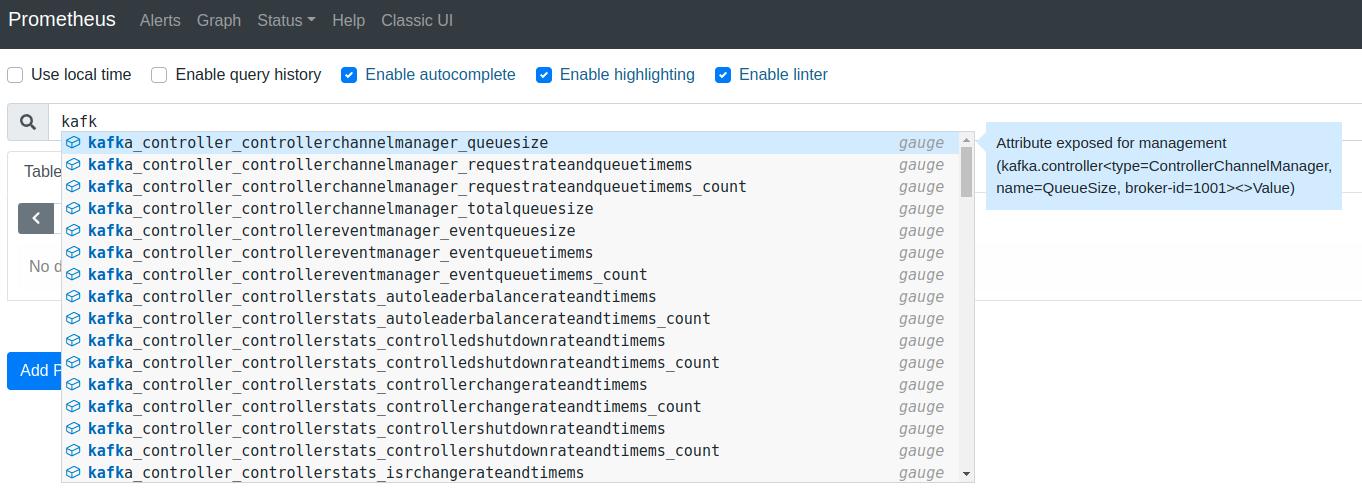 Prometheus Alerts Graph Status Help Classic UI
Use local time Enable query history Enable autocomplete Enable highlighting Enable linter
kafk
kafka_controller_controllerchannelmanager_queuesize gauge
kafka_controller_controllerchannelmanager_requestrateandqueuetimems gauge
kafka_controller_controllerchannelmanager_requestrateandqueuetimems_count gauge
kafka_controller_controllerchannelmanager_totalqueuesize gauge
kafka_controller_controllereventmanager_eventqueuesize gauge
kafka_controller_controllereventmanager_eventqueuetimems gauge
kafka_controller_controllereventmanager_eventqueuetimems_count gauge
kafka_controller_controllerstats_autoleaderbalancerateandtimems gauge
kafka_controller_controllerstats_autoleaderbalancerateandtimems_count gauge
kafka_controller_controllerstats_controlledshutdownrateandtimems gauge
kafka_controller_controllerstats_controlledshutdownrateandtimems_count gauge
kafka_controller_controllerstats_controllerchangerateandtimems gauge
kafka_controller_controllerstats_controllerchangerateandtimems_count gauge
kafka_controller_controllerstats_controllershutdownrateandtimems gauge
kafka_controller_controllerstats_controllershutdownrateandtimems_count gauge
kafka_controller_controllerstats_isrchangerateandtimems gauge
Attribute exposed for management
(kafka.controller<type=ControllerChannelManager,
name=QueueSize, broker-id=1001><>Value)
Table
No d
Add P